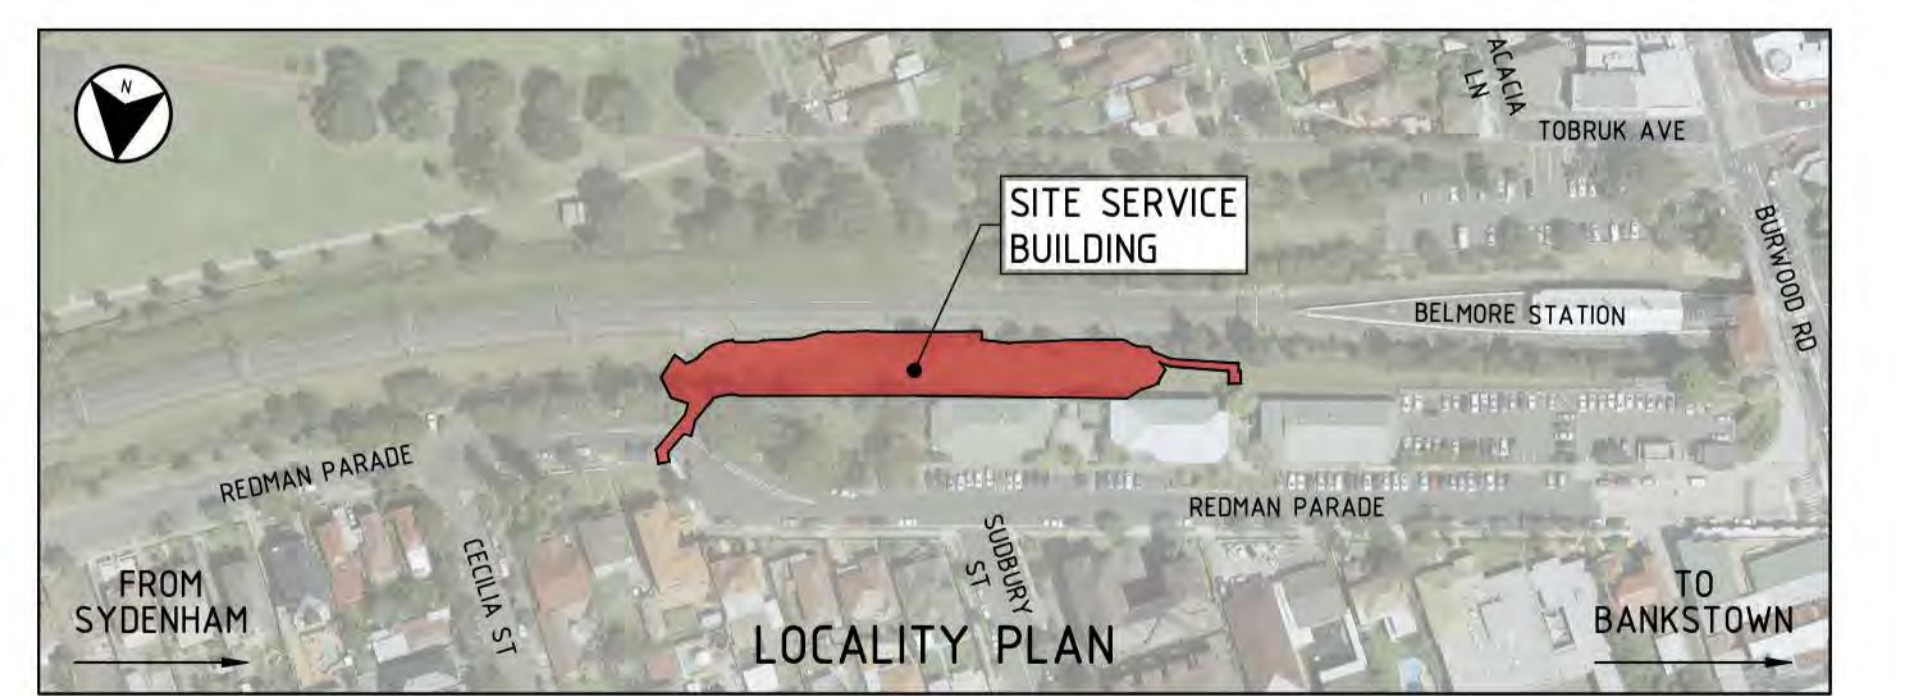 N
ACACIA
LN
TOBRUK AVE
SITE SERVICE
BUILDING
BURWOOD RD
BELMORE STATION
REDMAN PARADE
REDMAN PARADE
CECILIA ST
SUDBURY
ST
FROM
SYDENHAM
LOCALITY PLAN
TO
BANKSTOWN